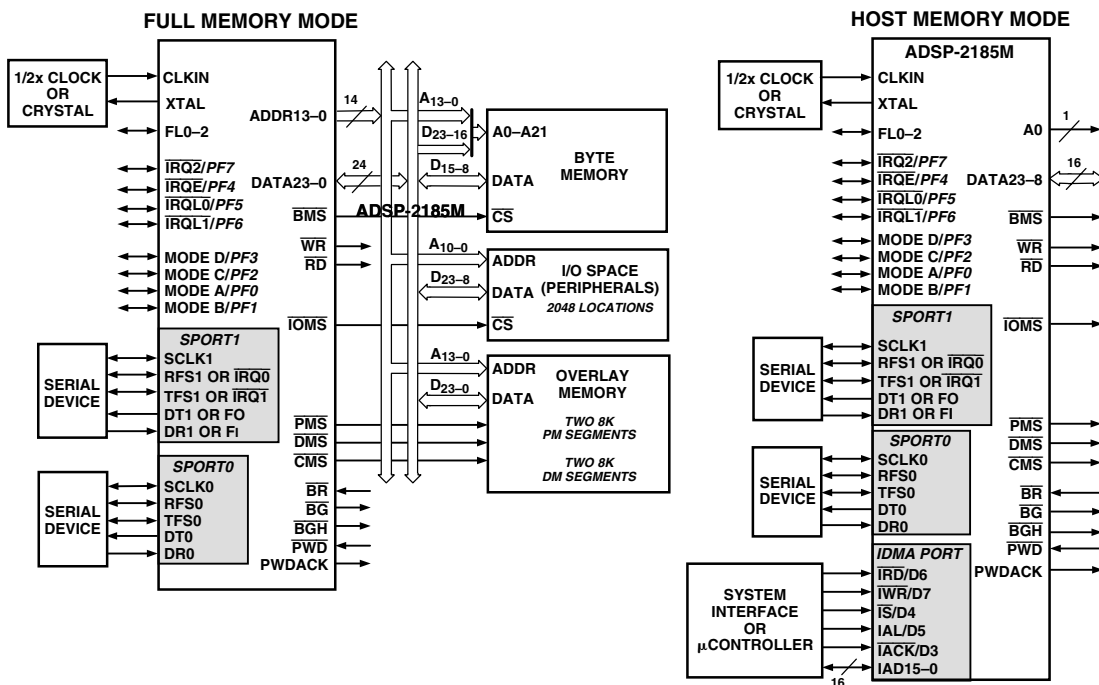 FULL MEMORY MODE
1/2x CLOCK
OR
CRYSTAL
CLKIN
XTAL
FL0–2
IRQ2/PF7
IRQE/PF4
IRQL0/PF5
IRQL1/PF6
MODE D/PF3
MODE C/PF2
MODE A/PF0
MODE B/PF1
SERIAL
DEVICE
SPORT1
SCLK1
RFS1 OR IRQ0
TFS1 OR IRQ1
DT1 OR FO
DR1 OR FI
SERIAL
DEVICE
SPORT0
SCLK0
RFS0
TFS0
DT0
DR0
ADDR13–0
14
DATA23–0
24
ADSP-2185M
BMS
WR
RD
IOMS
PMS
DMS
CMS
BR
BG
BGH
PWD
PWDACK
A13–0
D23–16
D15–8
A0–A21
BYTE
MEMORY
DATA
CS
A10–0
D23–8
ADDR
I/O SPACE
(PERIPHERALS)
DATA
2048 LOCATIONS
CS
A13–0
D23–0
ADDR
OVERLAY
MEMORY
DATA
TWO 8K
PM SEGMENTS
TWO 8K
DM SEGMENTS
HOST MEMORY MODE
ADSP-2185M
1/2x CLOCK
OR
CRYSTAL
CLKIN
XTAL
FL0–2
IRQ2/PF7
IRQE/PF4
IRQL0/PF5
IRQL1/PF6
MODE D/PF3
MODE C/PF2
MODE A/PF0
MODE B/PF1
SERIAL
DEVICE
SPORT1
SCLK1
RFS1 OR IRQ0
TFS1 OR IRQ1
DT1 OR FO
DR1 OR FI
SERIAL
DEVICE
SPORT0
SCLK0
RFS0
TFS0
DT0
DR0
SYSTEM
INTERFACE
OR
µCONTROLLER
IDMA PORT
IRD/D6
IWR/D7
IS/D4
IAL/D5
IACK/D3
IAD15–0
16
A0
1
DATA23–8
16
BMS
WR
RD
IOMS
PMS
DMS
CMS
BR
BG
BGH
PWD
PWDACK